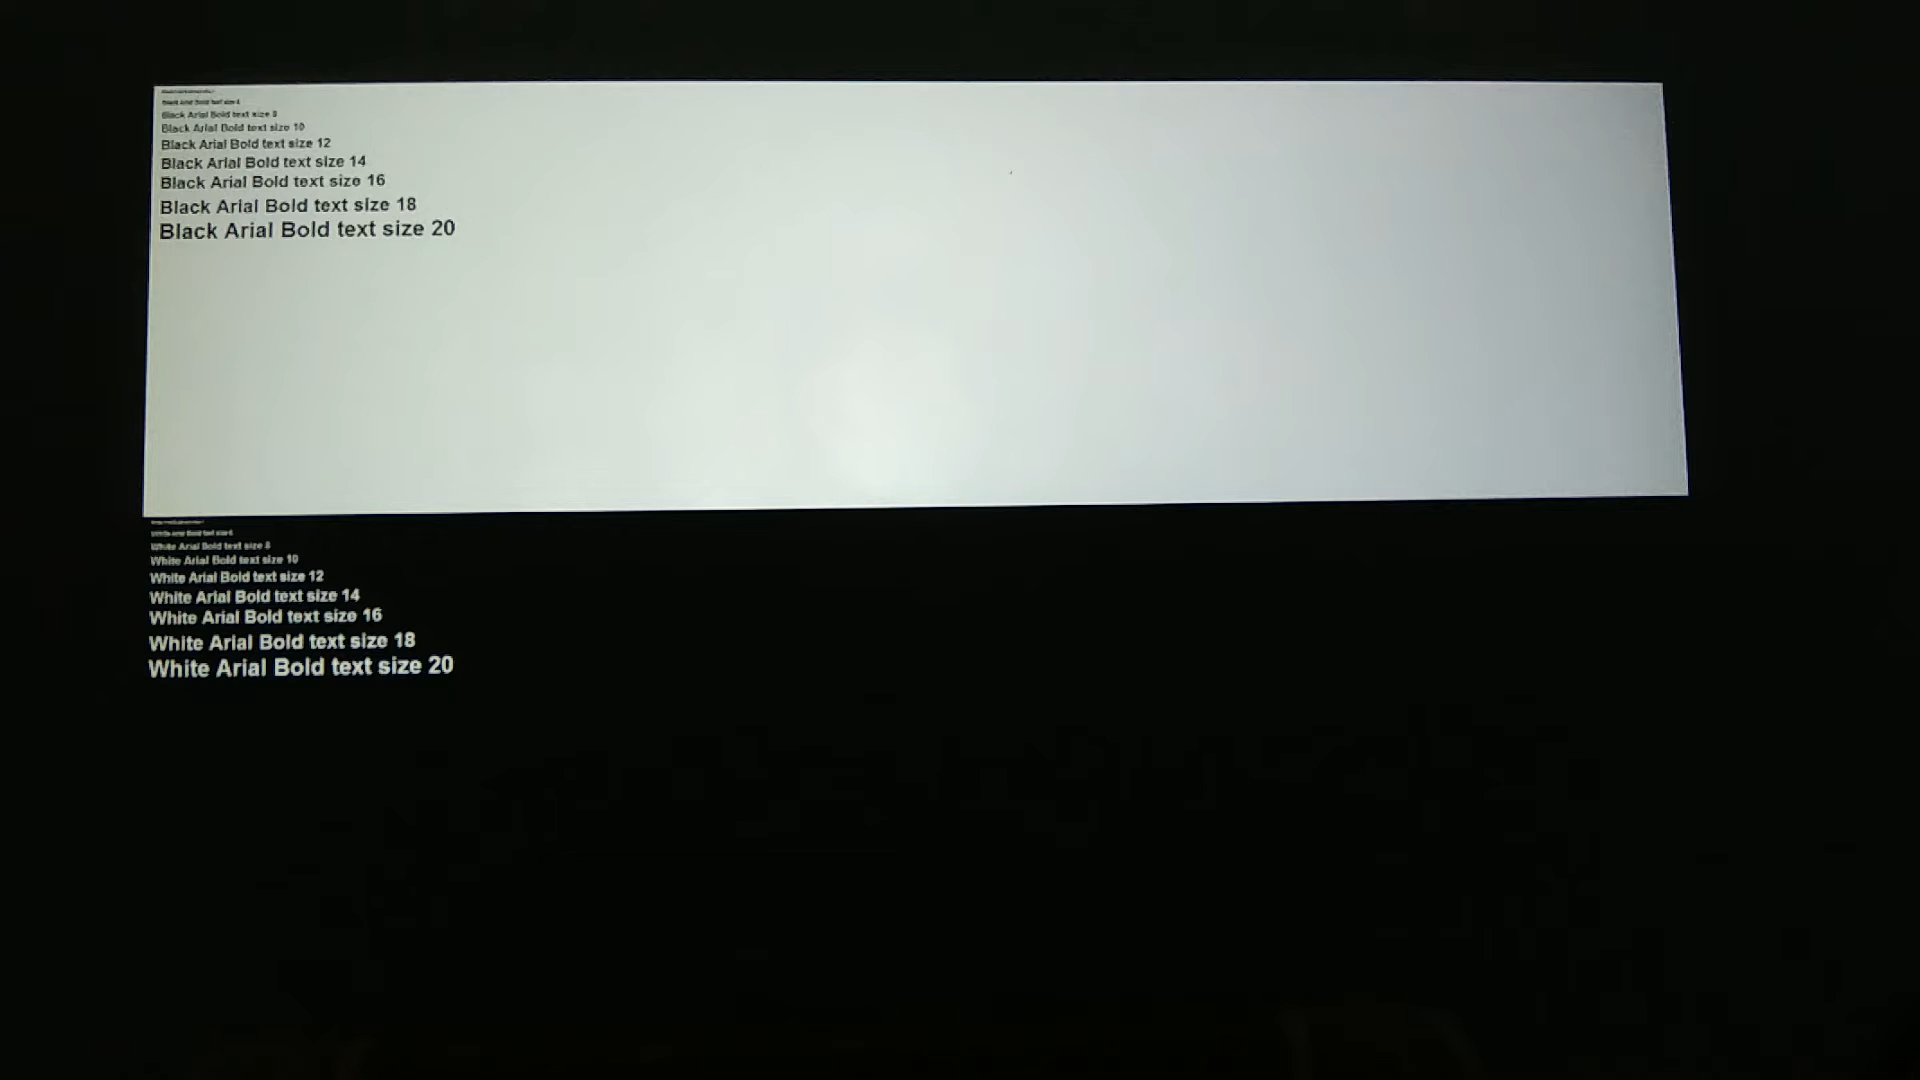 Black Arial Bold text size 8
Black Arial Bold text size 10
Black Arial Bold text size 12
Black Arial Bold text size 14
Black Arial Bold text size 16
Black Arial Bold text size 18
Black Arial Bold text size 20
White Arial Bold text size 8
White Arial Bold text size 10
White Arial Bold text size 12
White Arial Bold text size 14
White Arial Bold text size 16
White Arial Bold text size 18
White Arial Bold text size 20